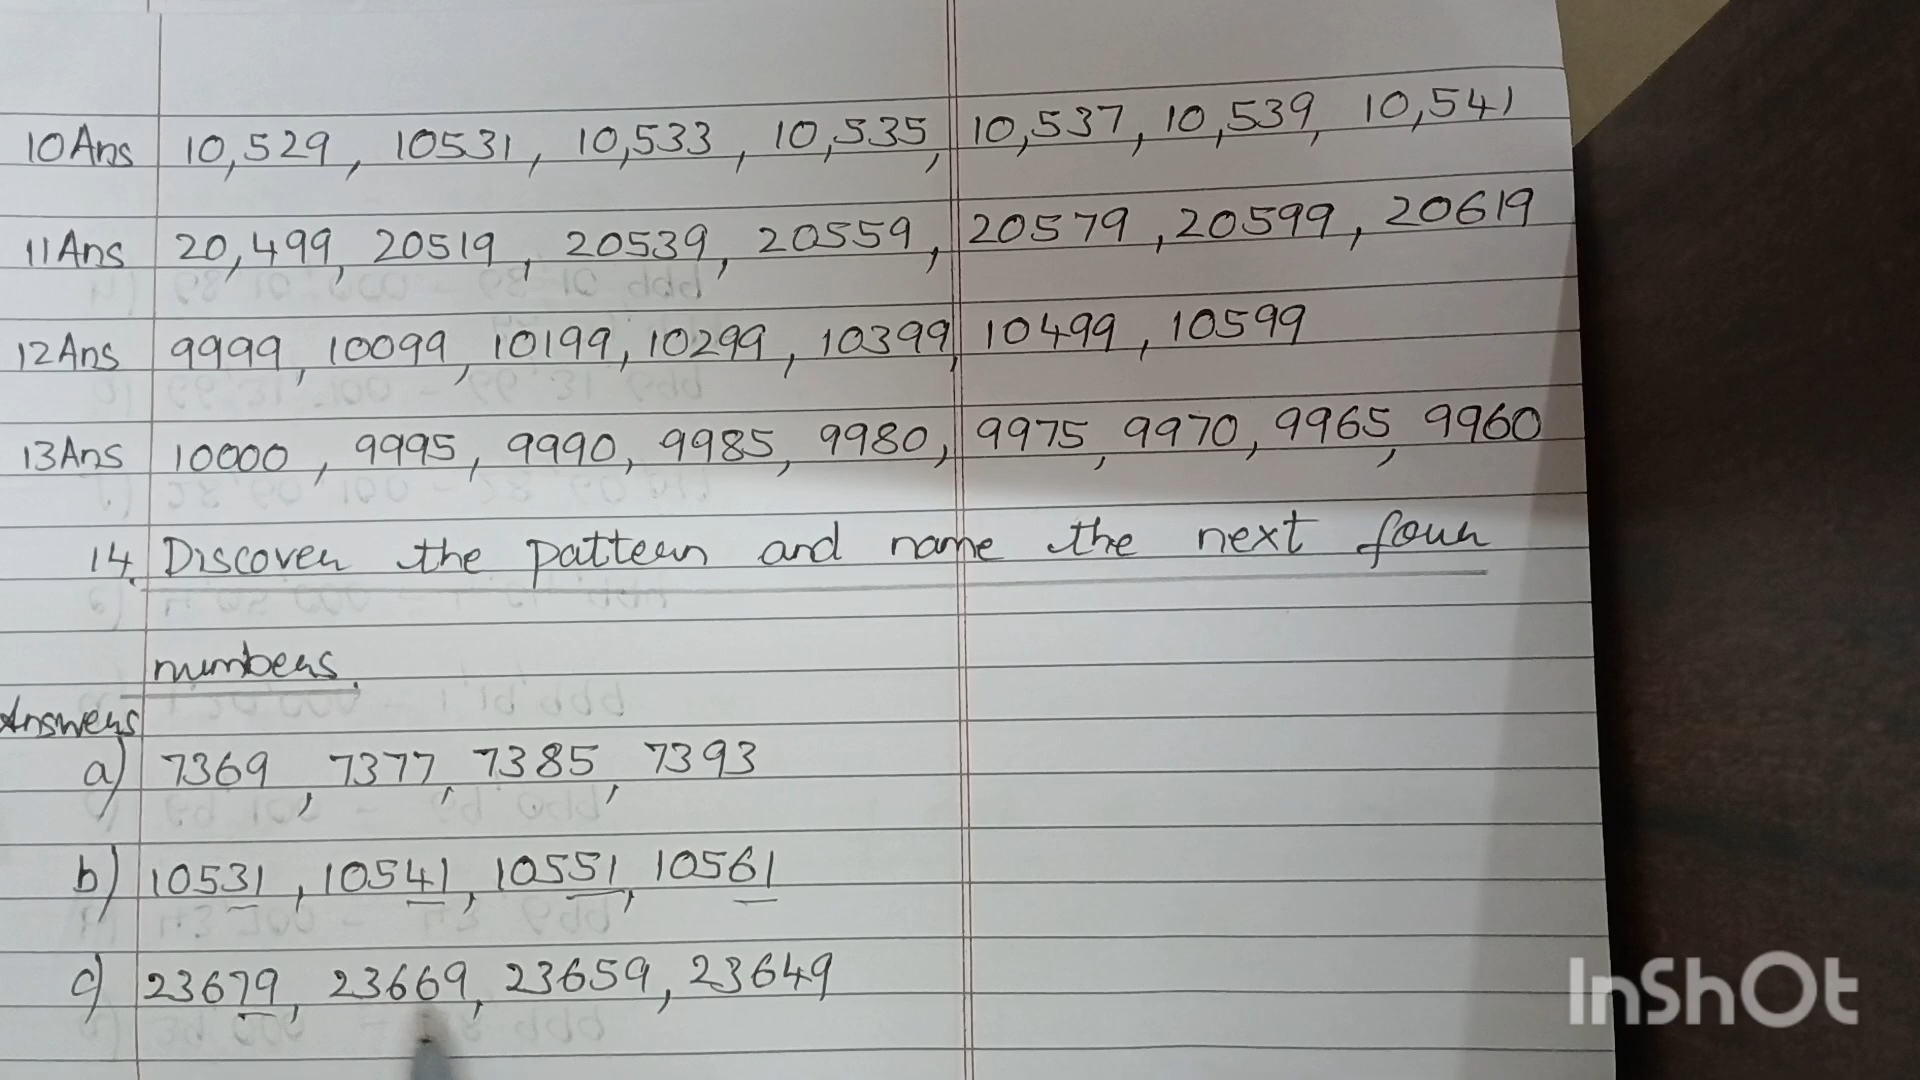 10Ans 10,529, 10531, 10,533, 10,535, 10,537, 10,539, 10,541
11Ans 20,499, 20519, 20539, 20559, 20579, 20599, 20619
12Ans 9999, 10099, 10199, 10299, 10399, 10499, 10599
13Ans 10000, 9995, 9990, 9985, 9980, 9975, 9970, 9965, 9960
14. Discover the pattern and name the next four
numbers.
Answers
a) 7369, 7377, 7385, 7393
b) 10531, 10541, 10551, 10561
c) 23679, 23669, 23659, 23649
InShOt